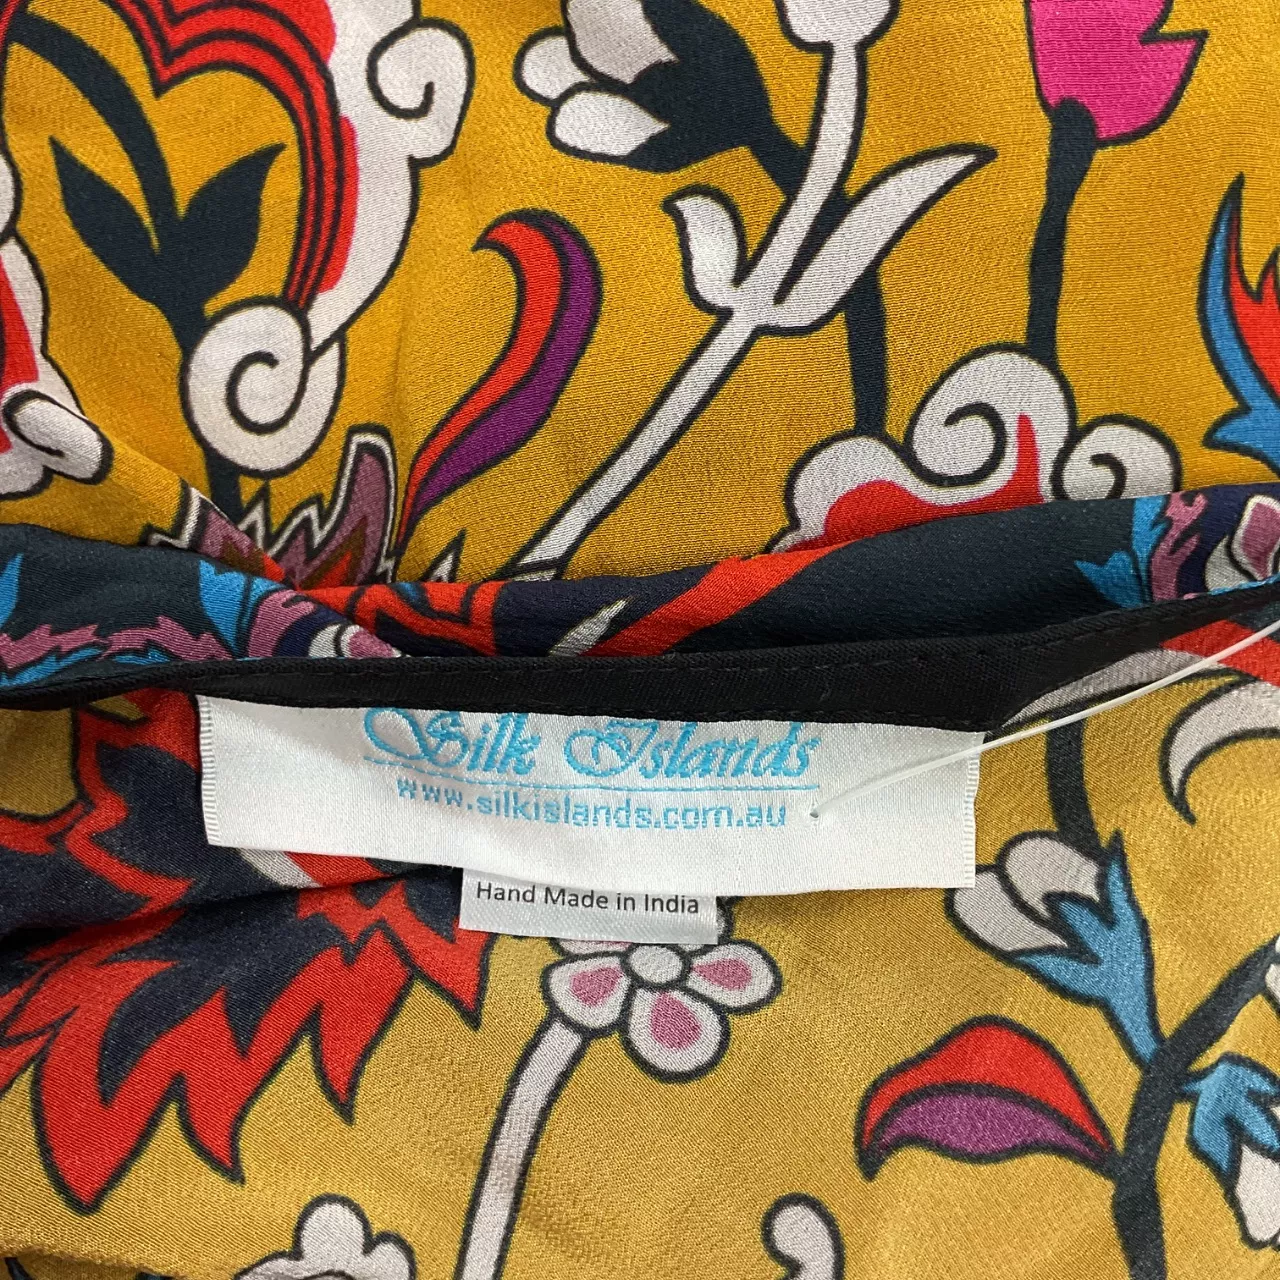 Silk Islands
www.silkislands.com.au
Hand Made in India